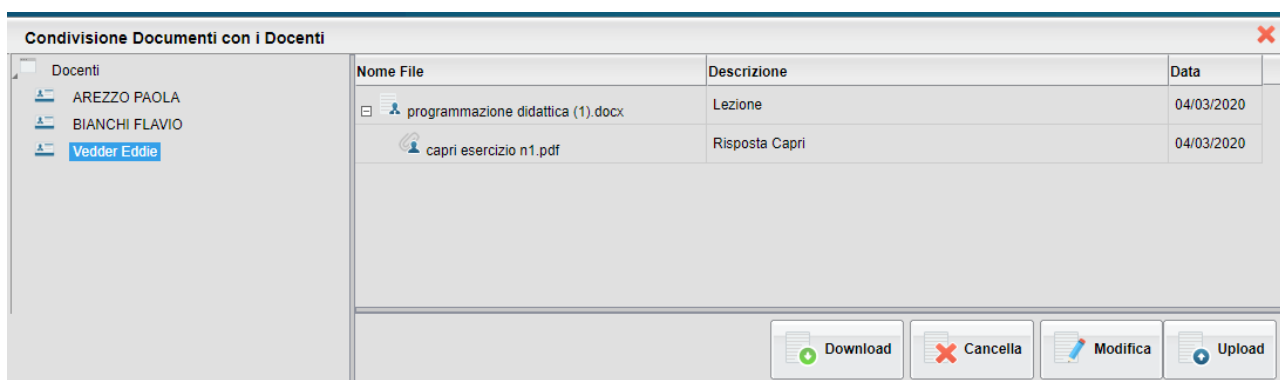 Condivisione Documenti con i Docenti
Docenti
AREZZO PAOLA
BIANCHI FLAVIO
Vedder Eddie
Nome File Descrizione Data
programmazione didattica (1).docx Lezione 04/03/2020
capri esercizio n1.pdf Risposta Capri 04/03/2020
Download Cancella Modifica Upload